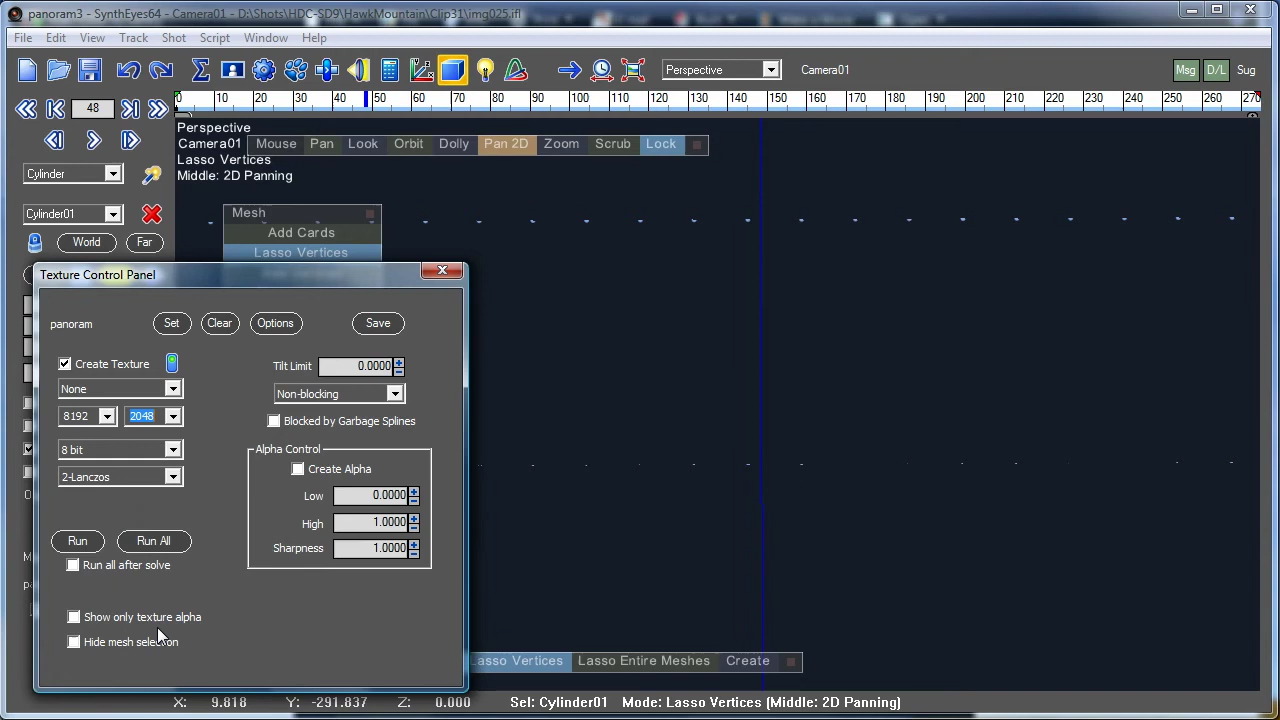 panoram3 - SynthEyes64 - Camera01 - D:\Shots\HDC-SD9\HawkMountain\Clip31\img025.ifl
File Edit View Track Shot Script Window Help
Perspective Camera01 Msg D/L Sug
48 0 10 20 30 40 50 60 70 80 90 100 110 120 130 140 150 160 170 180 190 200 210 220 230 240 250 260 270
Perspective
Camera01 Mouse Pan Look Orbit Dolly Pan 2D Zoom Scrub Lock
Lasso Vertices
Middle: 2D Panning
Cylinder
Cylinder01
World Far
Mesh
Add Cards
Lasso Vertices
Texture Control Panel
panoram Set Clear Options Save
Create Texture Tilt Limit 0.0000
None Non-blocking
8192 2048 Blocked by Garbage Splines
8 bit Alpha Control
2-Lanczos Create Alpha
Low 0.0000
High 1.0000
Run Run All Sharpness 1.0000
Run all after solve
Show only texture alpha
Hide mesh selection
Lasso Vertices Lasso Entire Meshes Create
X: 9.818 Y: -291.837 Z: 0.000 Sel: Cylinder01 Mode: Lasso Vertices (Middle: 2D Panning)